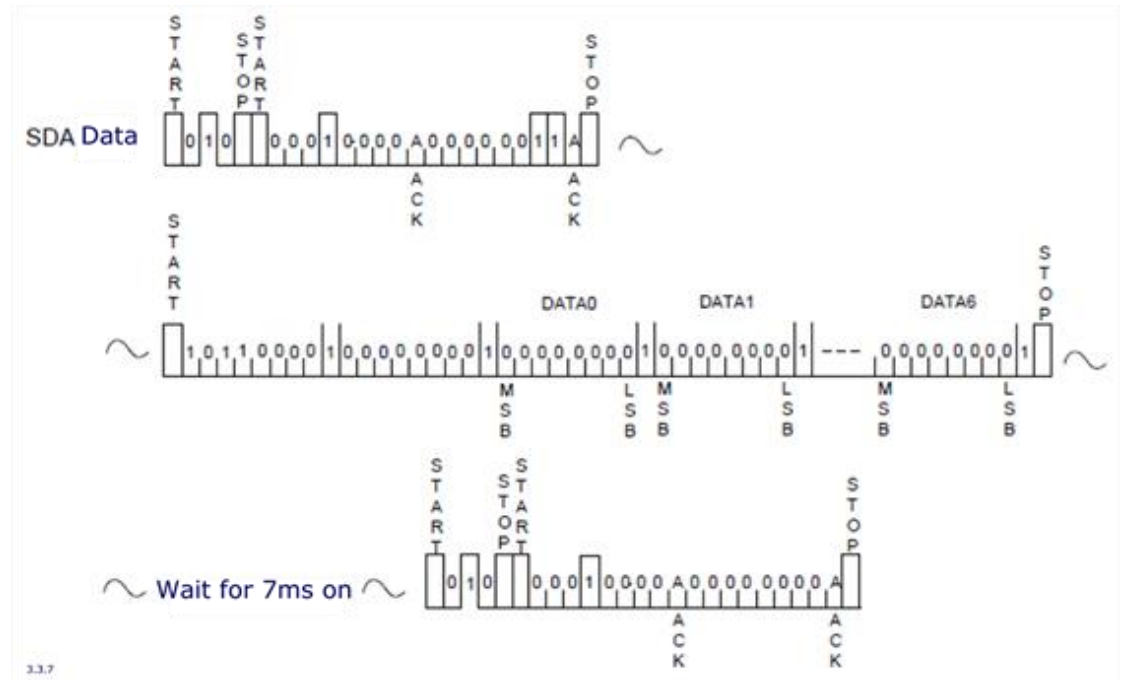 START STOP START STOP
SDA Data 0 1 0 0 0 0 1 0 0 0 0 A 0 0 0 0 0 0 1 1 A
ACK ACK
START STOP
DATA0 DATA1 DATA6
1 0 1 1 0 0 0 0 1 0 0 0 0 0 0 0 0 1 0 0 0 0 0 0 0 0 1 0 0 0 0 0 0 0 0 1 --- 0 0 0 0 0 0 0 0 1
MSB LSB MSB LSB MSB LSB
START STOP START STOP
Wait for 7ms on 0 1 0 0 0 0 1 0 0 0 0 A 0 0 0 0 0 0 0 0 A
ACK ACK
3.3.7